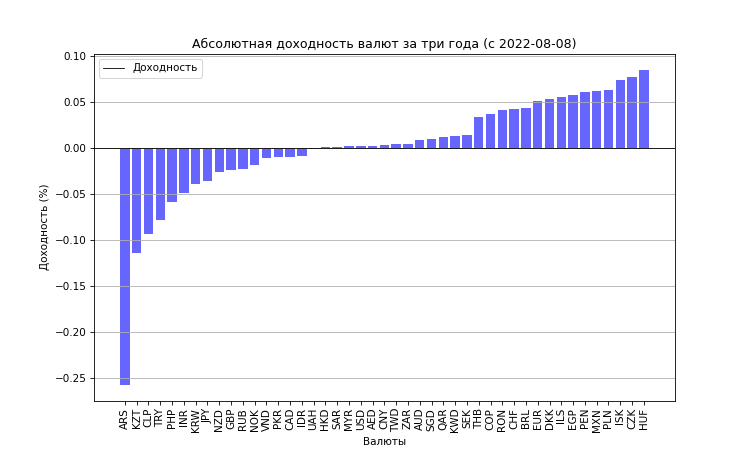 Абсолютная доходность валют за три года (с 2022-08-08)
Доходность
Доходность (%)
0.10
0.05
0.00
−0.05
−0.10
−0.15
−0.20
−0.25
ARS KZT CLP TRY PHP INR KRW JPY NZD GBP RUB NOK VND PKR CAD IDR UAH HKD SAR MYR USD AED CNY TWD ZAR AUD SGD QAR KWD SEK THB COP RON CHF BRL EUR DKK ILS EGP PEN MXN PLN ISK CZK HUF
Валюты